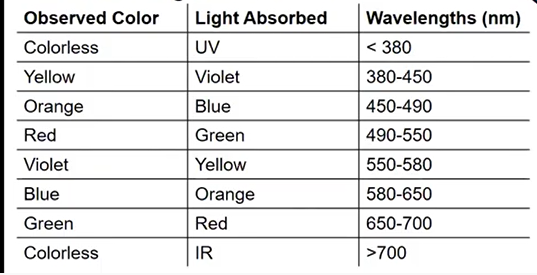 Observed Color Light Absorbed Wavelengths (nm)
Colorless UV < 380
Yellow Violet 380-450
Orange Blue 450-490
Red Green 490-550
Violet Yellow 550-580
Blue Orange 580-650
Green Red 650-700
Colorless IR >700